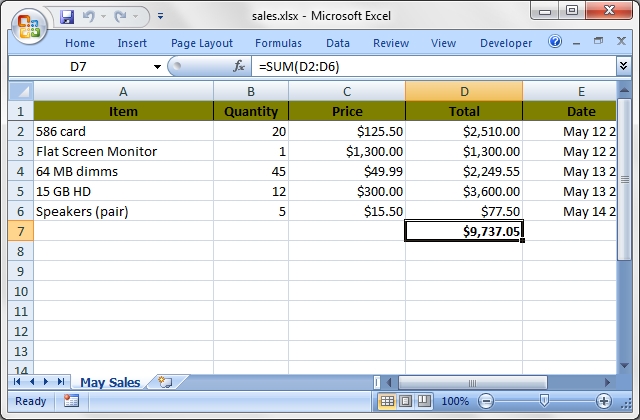 sales.xlsx - Microsoft Excel
Home Insert Page Layout Formulas Data Review View Developer
D7 fx =SUM(D2:D6)
A B C D E
1 Item Quantity Price Total Date
2 586 card 20 $125.50 $2,510.00 May 12 2
3 Flat Screen Monitor 1 $1,300.00 $1,300.00 May 12 2
4 64 MB dimms 45 $49.99 $2,249.55 May 13 2
5 15 GB HD 12 $300.00 $3,600.00 May 13 2
6 Speakers (pair) 5 $15.50 $77.50 May 14 2
7 $9,737.05
8
9
10
11
12
13
14
May Sales
Ready 100%